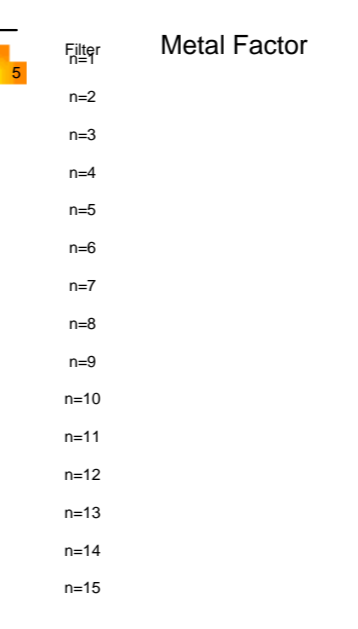 Filter
Metal Factor
n=1
5
n=2
n=3
n=4
n=5
n=6
n=7
n=8
n=9
n=10
n=11
n=12
n=13
n=14
n=15